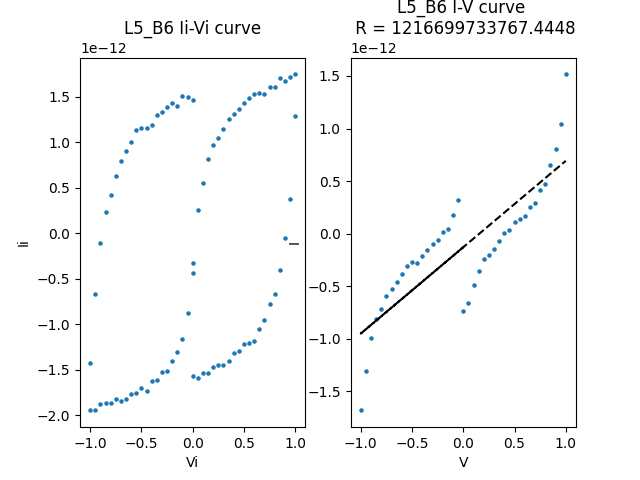 L5_B6 Ii-Vi curve
1e−12
Ii
1.5
1.0
0.5
0.0
−0.5
−1.0
−1.5
−2.0
−1.0 −0.5 0.0 0.5 1.0
Vi
L5_B6 I-V curve
R = 1216699733767.4448
1e−12
I
1.5
1.0
0.5
0.0
−0.5
−1.0
−1.5
−1.0 −0.5 0.0 0.5 1.0
V